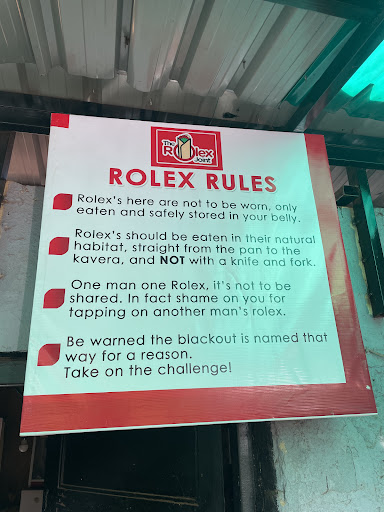 The
Rolex
Joint
ROLEX RULES
Rolex's here are not to be worn, only
eaten and safely stored in your belly.
Rolex's should be eaten in their natural
habitat, straight from the pan to the
kavera, and NOT with a knife and fork.
One man one Rolex, it's not to be
shared. In fact shame on you for
tapping on another man's rolex.
Be warned the blackout is named that
way for a reason.
Take on the challenge!